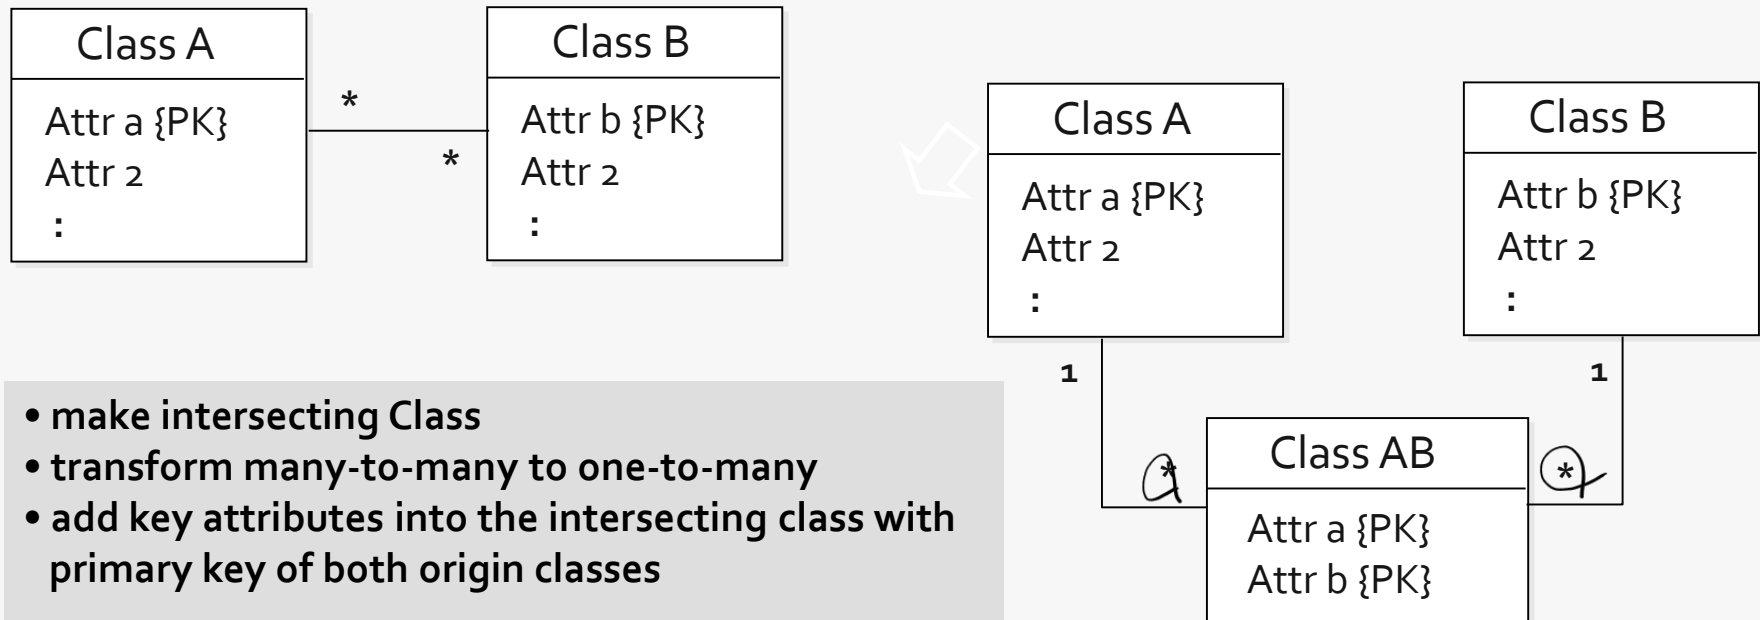 Class A
Attr a {PK}
Attr 2
:
*
*
Class B
Attr b {PK}
Attr 2
:
Class A
Attr a {PK}
Attr 2
:
Class B
Attr b {PK}
Attr 2
:
1
1
*
*
Class AB
Attr a {PK}
Attr b {PK}
• make intersecting Class
• transform many-to-many to one-to-many
• add key attributes into the intersecting class with
primary key of both origin classes